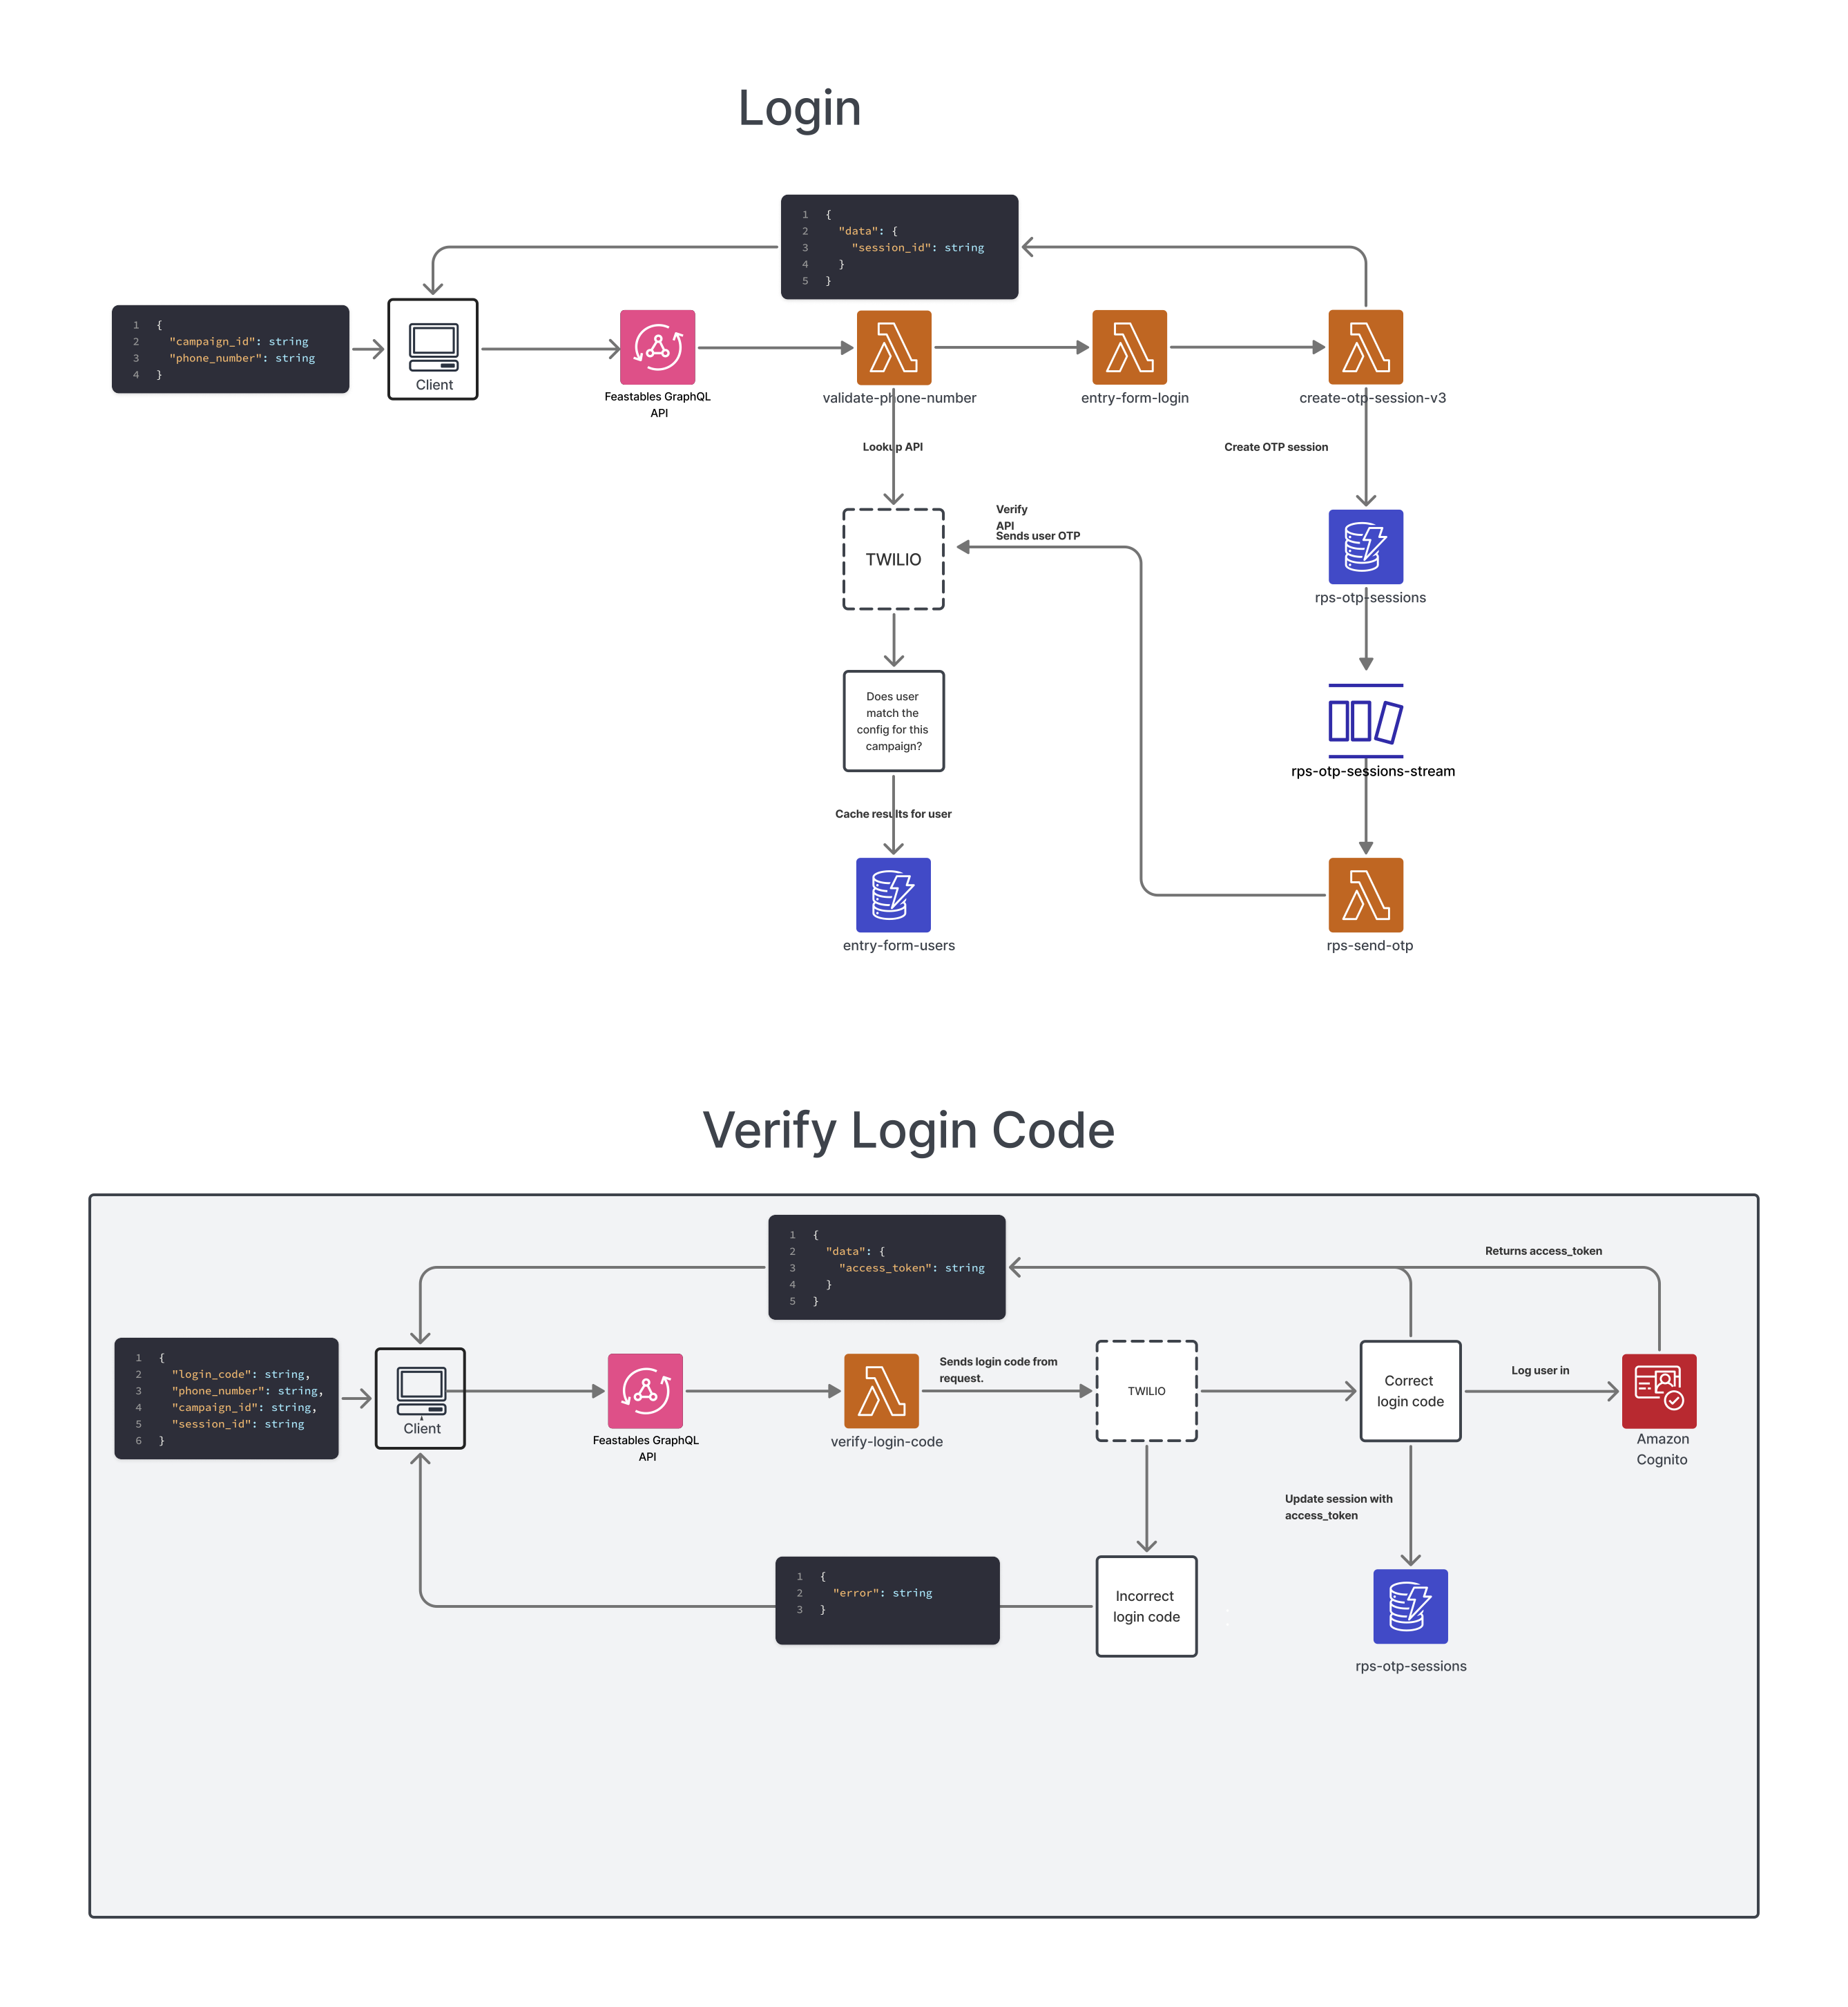 Login
1 {
2 "data": {
3 "session_id": string
4 }
5 }
1 {
2 "campaign_id": string
3 "phone_number": string
4 }
Client
Feastables GraphQL
API
validate-phone-number
entry-form-login
create-otp-session-v3
Lookup API
Create OTP session
Verify
API
Sends user OTP
TWILIO
rps-otp-sessions
Does user
match the
config for this
campaign?
rps-otp-sessions-stream
Cache results for user
entry-form-users
rps-send-otp
Verify Login Code
1 {
2 "data": {
3 "access_token": string
4 }
5 }
Returns access_token
1 {
2 "login_code": string,
3 "phone_number": string,
4 "campaign_id": string,
5 "session_id": string
6 }
Client
Feastables GraphQL
API
verify-login-code
Sends login code from
request.
TWILIO
Correct
login code
Log user in
Amazon
Cognito
Update session with
access_token
1 {
2 "error": string
3 }
Incorrect
login code
rps-otp-sessions